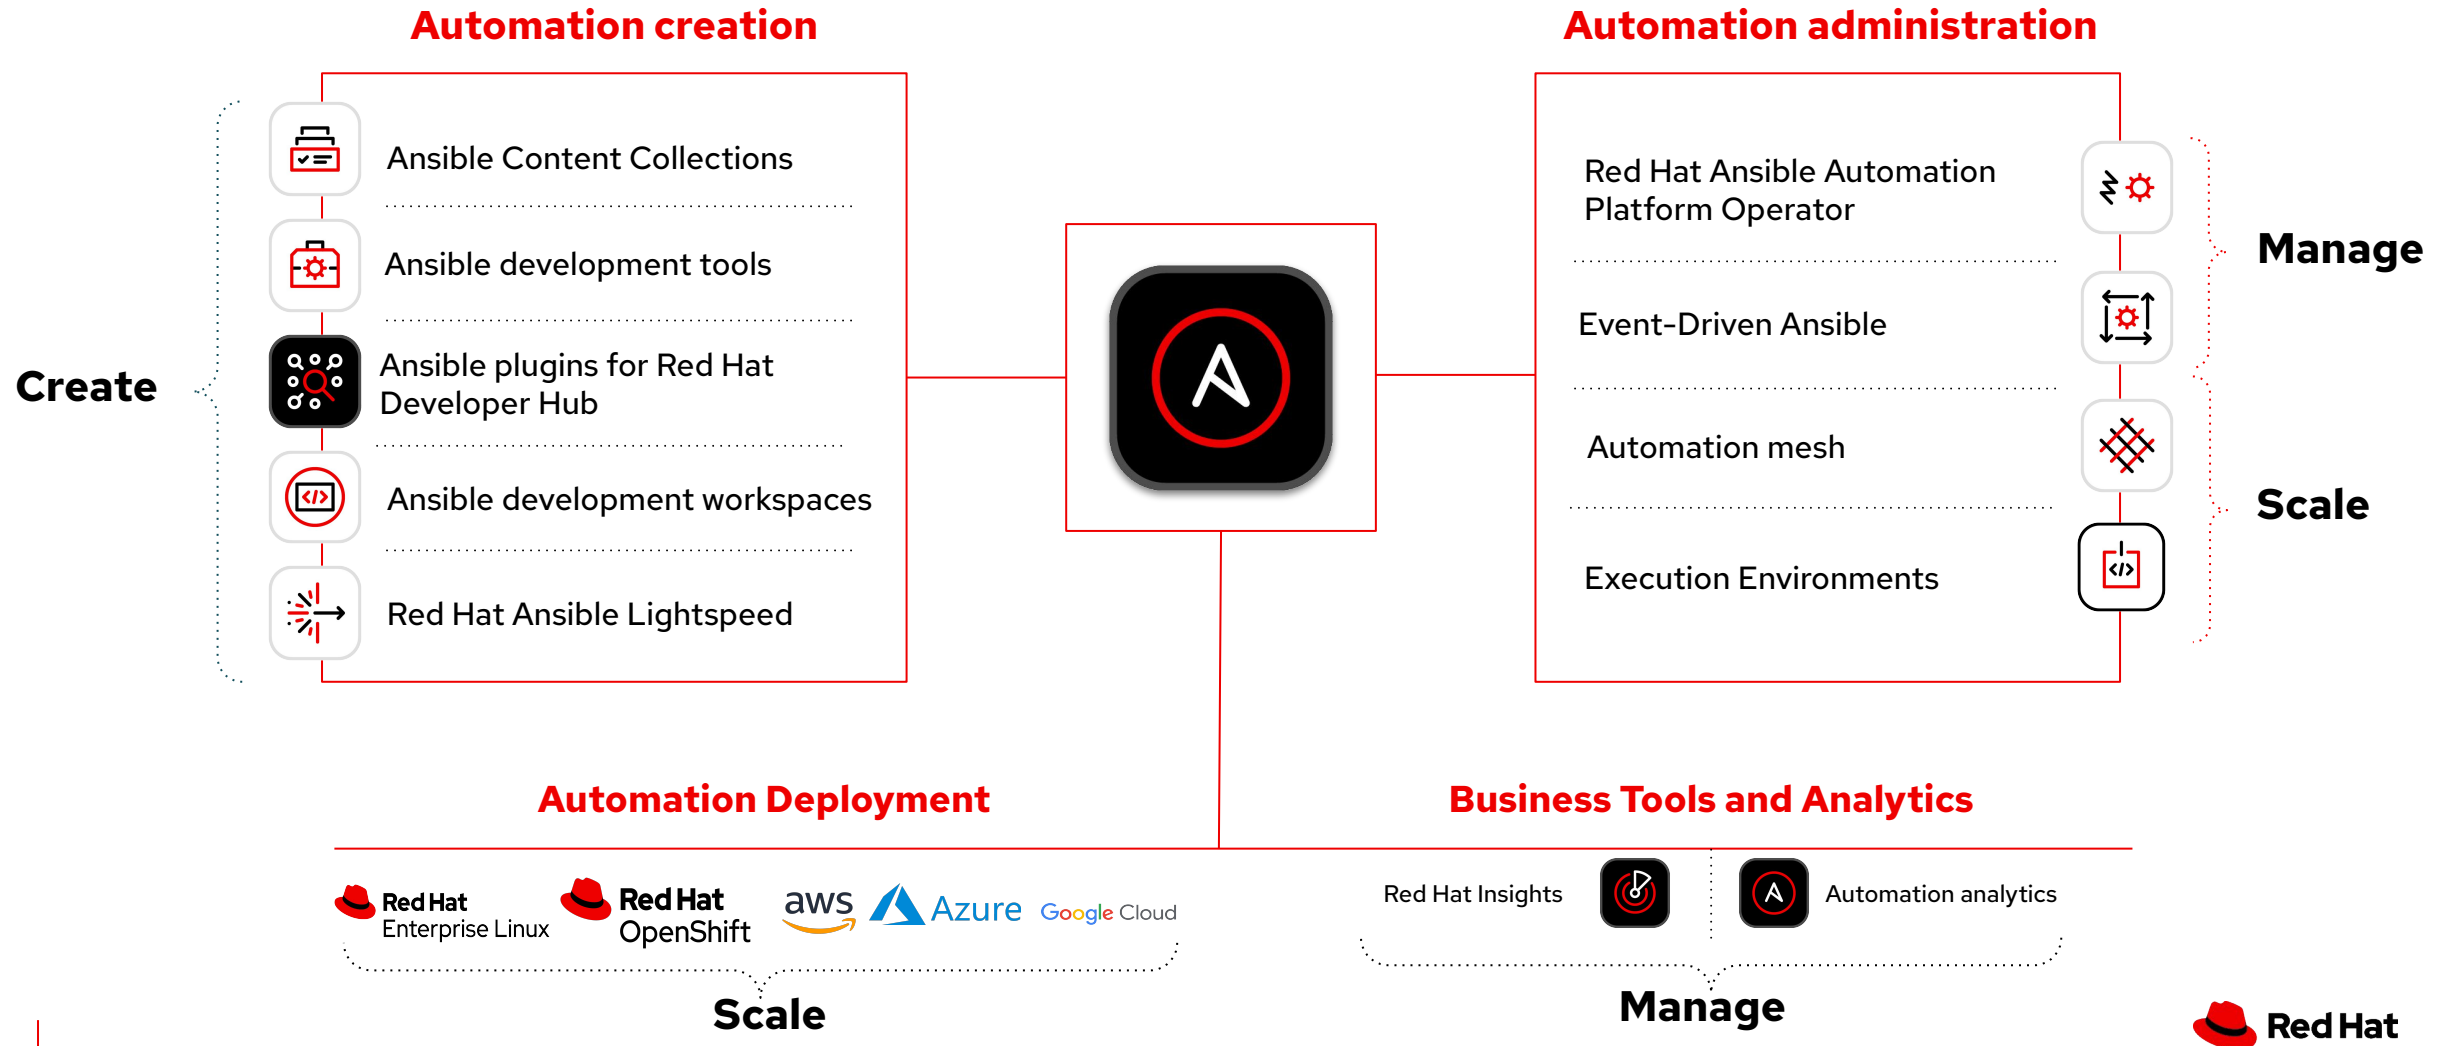 Automation creation
Automation administration
Create
Ansible Content Collections
Ansible development tools
Ansible plugins for Red Hat
Developer Hub
Ansible development workspaces
Red Hat Ansible Lightspeed
Red Hat Ansible Automation
Platform Operator
Event-Driven Ansible
Automation mesh
Execution Environments
Manage
Scale
Automation Deployment
Red Hat
Enterprise Linux
Red Hat
OpenShift
aws
Azure
Google Cloud
Scale
Business Tools and Analytics
Red Hat Insights
Automation analytics
Manage
Red Hat